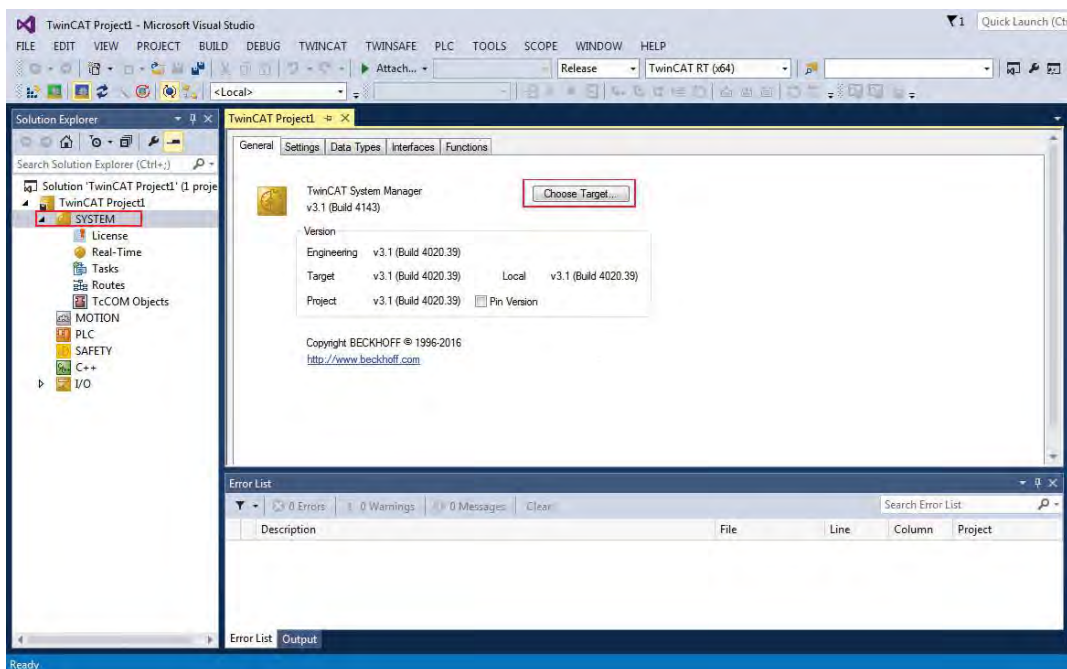 TwinCAT Project1 - Microsoft Visual Studio
1
Quick Launch (Ct
FILE EDIT VIEW PROJECT BUILD DEBUG TWINCAT TWINSAFE PLC TOOLS SCOPE WINDOW HELP
Attach... Release TwinCAT RT (x64)
<Local>
Solution Explorer
Search Solution Explorer (Ctrl+;)
Solution 'TwinCAT Project1' (1 proje
TwinCAT Project1
SYSTEM
License
Real-Time
Tasks
Routes
TcCOM Objects
MOTION
PLC
SAFETY
C++
I/O
TwinCAT Project1
General Settings Data Types Interfaces Functions
TwinCAT System Manager
v3.1 (Build 4143)
Choose Target...
Version
Engineering v3.1 (Build 4020.39)
Target v3.1 (Build 4020.39) Local v3.1 (Build 4020.39)
Project v3.1 (Build 4020.39) Pin Version
Copyright BECKHOFF © 1996-2016
http://www.beckhoff.com
Error List
0 Errors 0 Warnings 0 Messages Clear
Search Error List
Description File Line Column Project
Error List Output
Ready